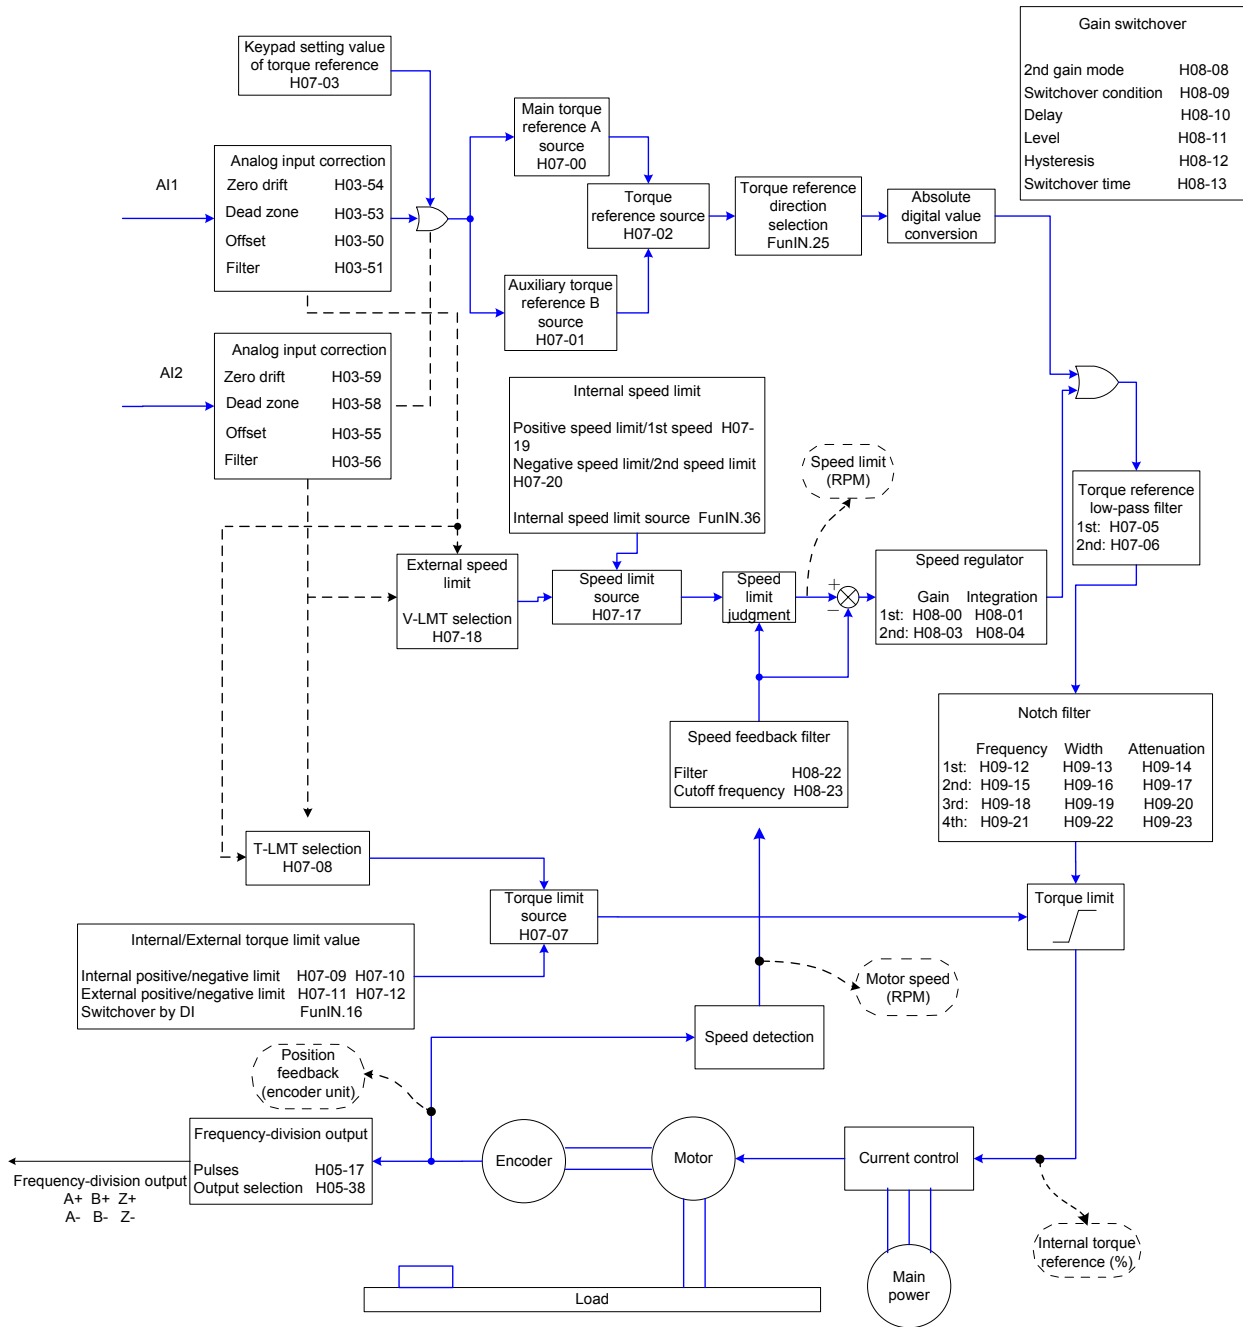 Keypad setting value
of torque reference
H07-03
Gain switchover
2nd gain mode H08-08
Switchover condition H08-09
Delay H08-10
Level H08-11
Hysteresis H08-12
Switchover time H08-13
Main torque
reference A
source
H07-00
AI1
Analog input correction
Zero drift H03-54
Dead zone H03-53
Offset H03-50
Filter H03-51
Torque
reference source
H07-02
Torque reference
direction
selection
FunIN.25
Absolute
digital value
conversion
Auxiliary torque
reference B
source
H07-01
AI2
Analog input correction
Zero drift H03-59
Dead zone H03-58
Offset H03-55
Filter H03-56
Internal speed limit
Positive speed limit/1st speed H07-
19
Negative speed limit/2nd speed limit
H07-20
Internal speed limit source FunIN.36
Speed limit
(RPM)
Torque reference
low-pass filter
1st: H07-05
2nd: H07-06
External speed
limit
V-LMT selection
H07-18
Speed limit
source
H07-17
Speed
limit
judgment
+
−
Speed regulator
Gain Integration
1st: H08-00 H08-01
2nd: H08-03 H08-04
Speed feedback filter
Filter H08-22
Cutoff frequency H08-23
Notch filter
Frequency Width Attenuation
1st: H09-12 H09-13 H09-14
2nd: H09-15 H09-16 H09-17
3rd: H09-18 H09-19 H09-20
4th: H09-21 H09-22 H09-23
T-LMT selection
H07-08
Torque limit
source
H07-07
Torque limit
Internal/External torque limit value
Internal positive/negative limit H07-09 H07-10
External positive/negative limit H07-11 H07-12
Switchover by DI FunIN.16
Motor speed
(RPM)
Speed detection
Position
feedback
(encoder unit)
Frequency-division output
Pulses H05-17
Output selection H05-38
Encoder
Motor
Current control
Frequency-division output
A+ B+ Z+
A- B- Z-
Internal torque
reference (%)
Main
power
Load